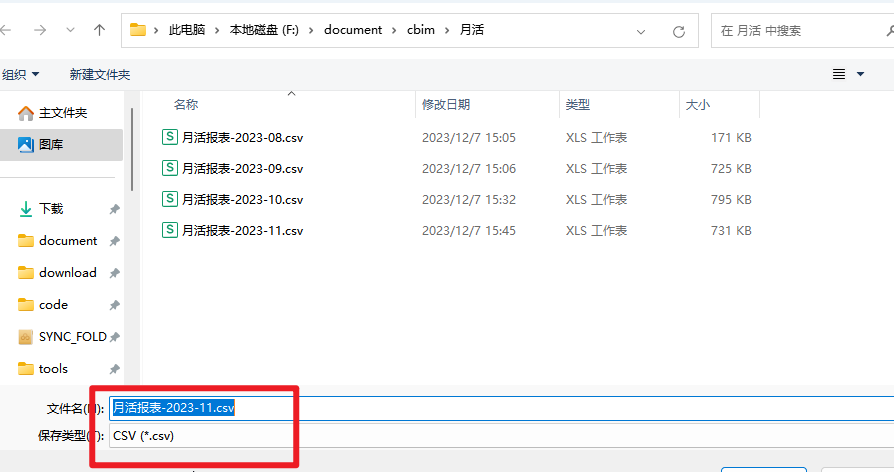 此电脑 > 本地磁盘 (F:) > document > cbim > 月活
在 月活 中搜索
组织 新建文件夹
名称 修改日期 类型 大小
主文件夹
图库
下载
document
download
code
SYNC_FOLD
tools
月活报表-2023-08.csv 2023/12/7 15:05 XLS 工作表 171 KB
月活报表-2023-09.csv 2023/12/7 15:06 XLS 工作表 725 KB
月活报表-2023-10.csv 2023/12/7 15:32 XLS 工作表 795 KB
月活报表-2023-11.csv 2023/12/7 15:45 XLS 工作表 731 KB
文件名(N): 月活报表-2023-11.csv
保存类型(T): CSV (*.csv)